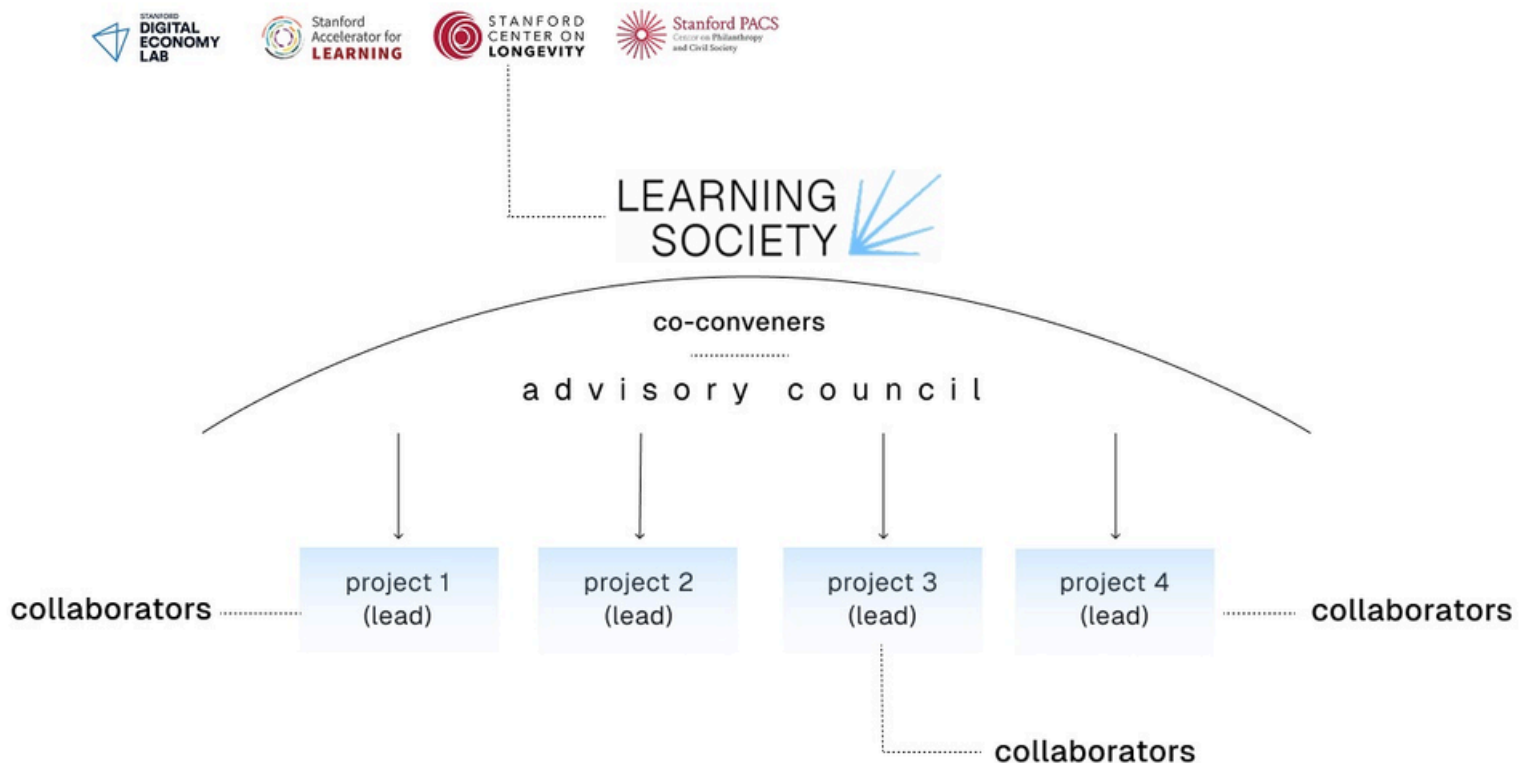 STANFORD
DIGITAL
ECONOMY
LAB
Stanford
Accelerator for
LEARNING
STANFORD
CENTER ON
LONGEVITY
Stanford PACS
Center on Philanthropy
and Civil Society
LEARNING
SOCIETY
co-conveners
advisory council
project 1
(lead)
project 2
(lead)
project 3
(lead)
project 4
(lead)
collaborators
collaborators
collaborators